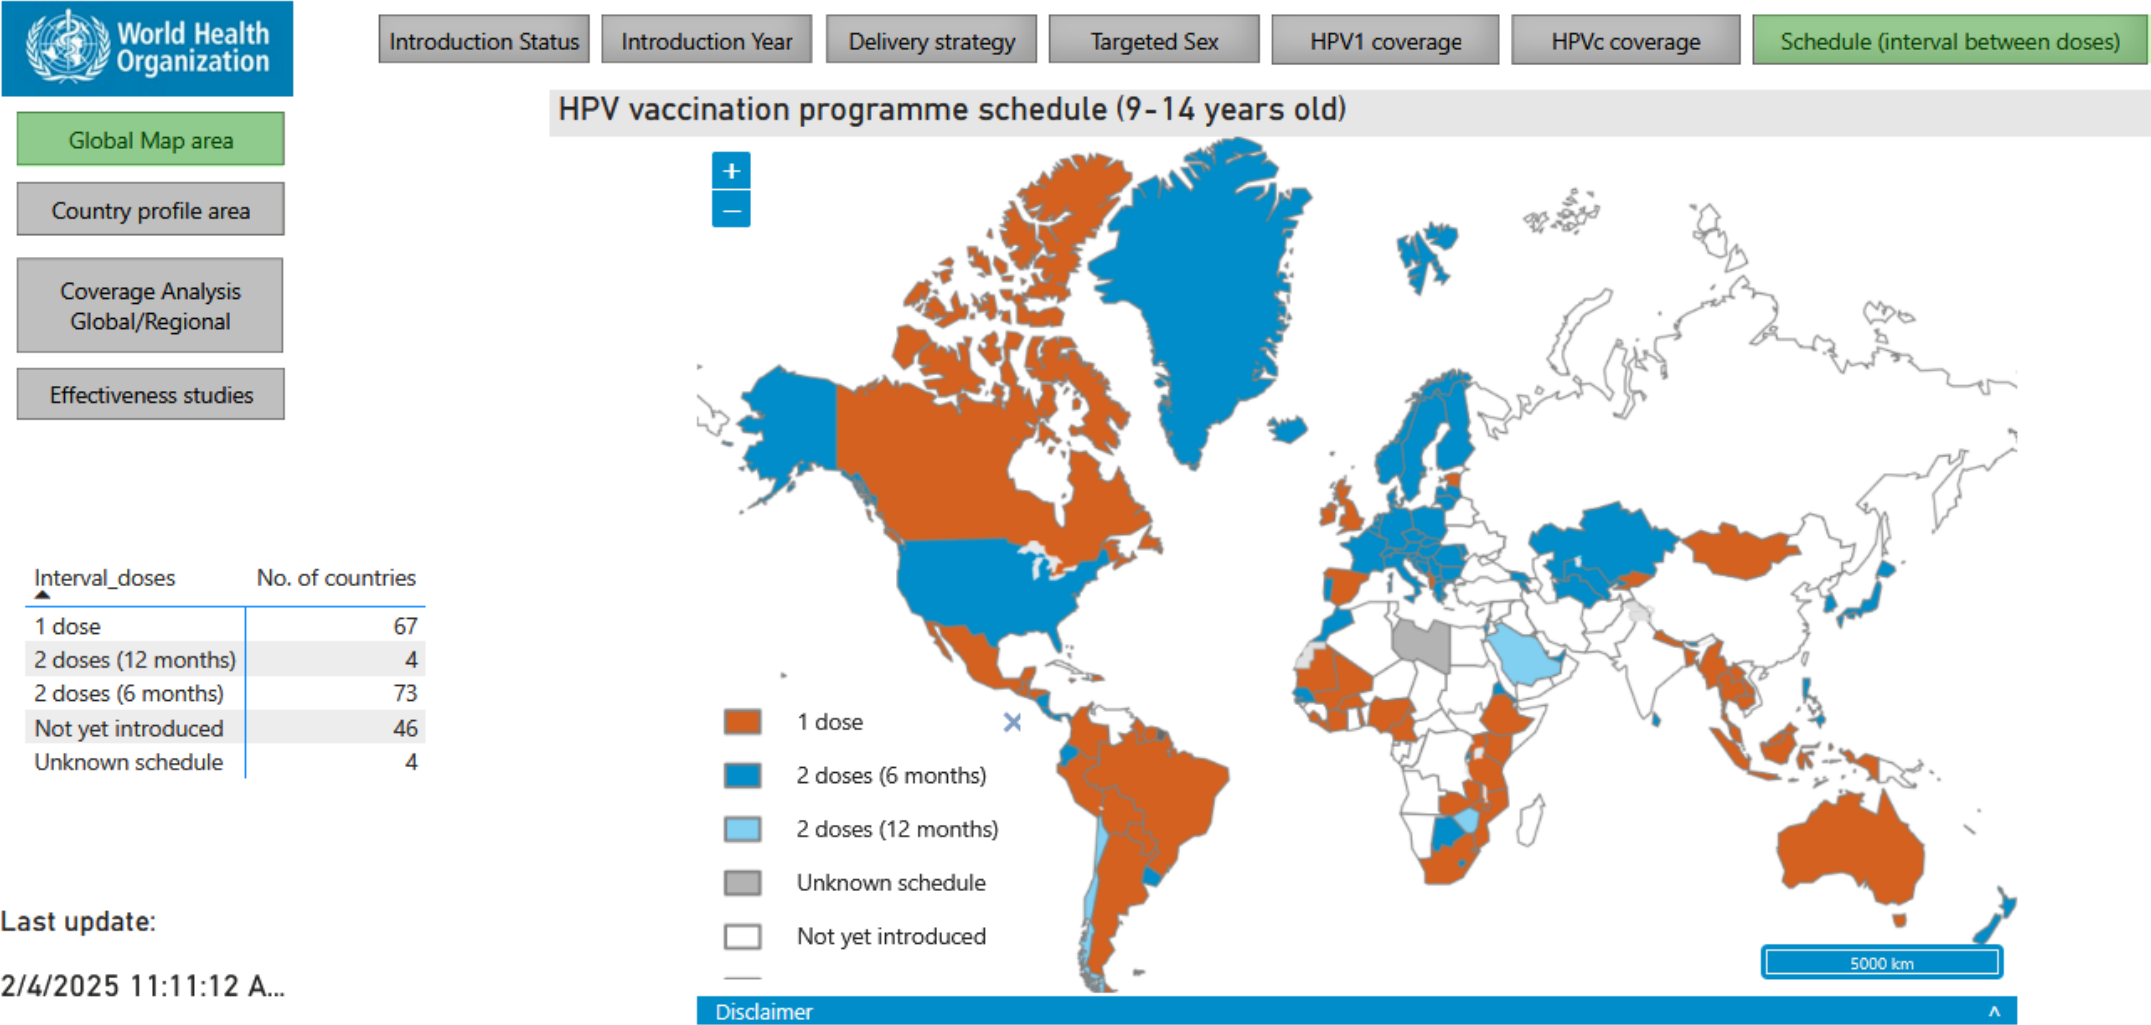 World Health
Organization
Introduction Status
Introduction Year
Delivery strategy
Targeted Sex
HPV1 coverage
HPVc coverage
Schedule (interval between doses)
Global Map area
Country profile area
Coverage Analysis
Global/Regional
Effectiveness studies
HPV vaccination programme schedule (9-14 years old)
+
–
Interval_doses No. of countries
1 dose 67
2 doses (12 months) 4
2 doses (6 months) 73
Not yet introduced 46
Unknown schedule 4
Last update:
2/4/2025 11:11:12 A...
1 dose
2 doses (6 months)
2 doses (12 months)
Unknown schedule
Not yet introduced
5000 km
Disclaimer